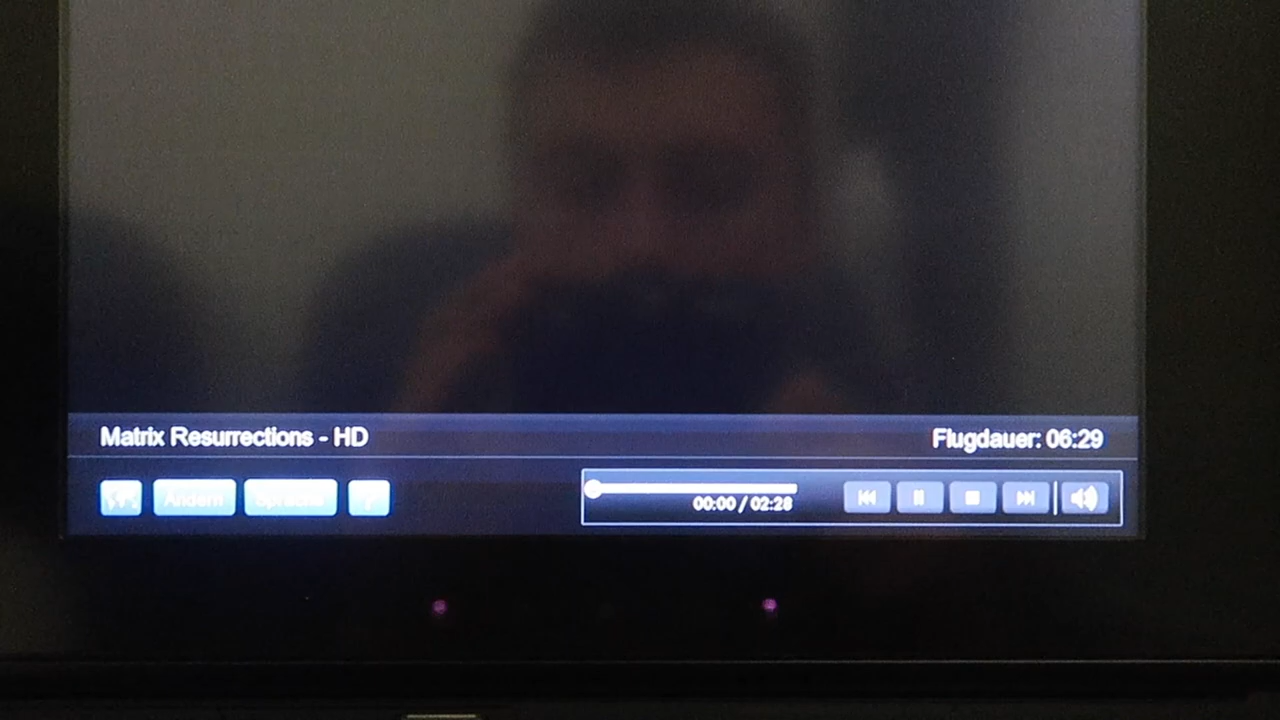 Matrix Resurrections - HD
Flugdauer: 06:29
Ändern
Sprache
?
00:00 / 02:28